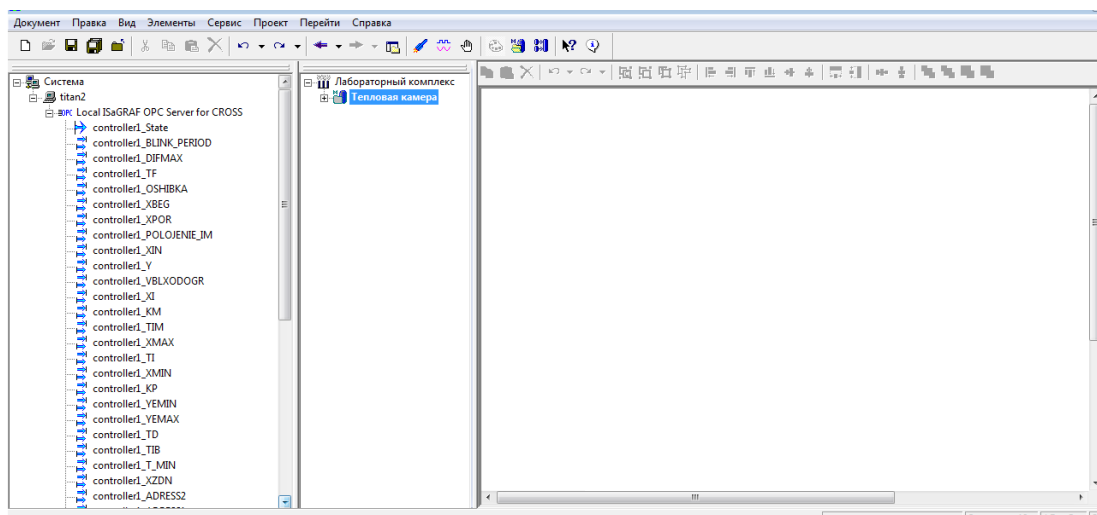 Документ Правка Вид Элементы Сервис Проект Перейти Справка
Система
titan2
OPC Local ISaGRAF OPC Server for CROSS
controller1_State
controller1_BLINK_PERIOD
controller1_DIFMAX
controller1_TF
controller1_OSHIBKA
controller1_XBEG
controller1_XPOR
controller1_POLOJENIE_IM
controller1_XIN
controller1_Y
controller1_VBLXODOGR
controller1_XI
controller1_KM
controller1_TIM
controller1_XMAX
controller1_TI
controller1_XMIN
controller1_KP
controller1_YEMIN
controller1_YEMAX
controller1_TD
controller1_TIB
controller1_T_MIN
controller1_XZDN
controller1_ADRESS2
Лабораторный комплекс
Тепловая камера